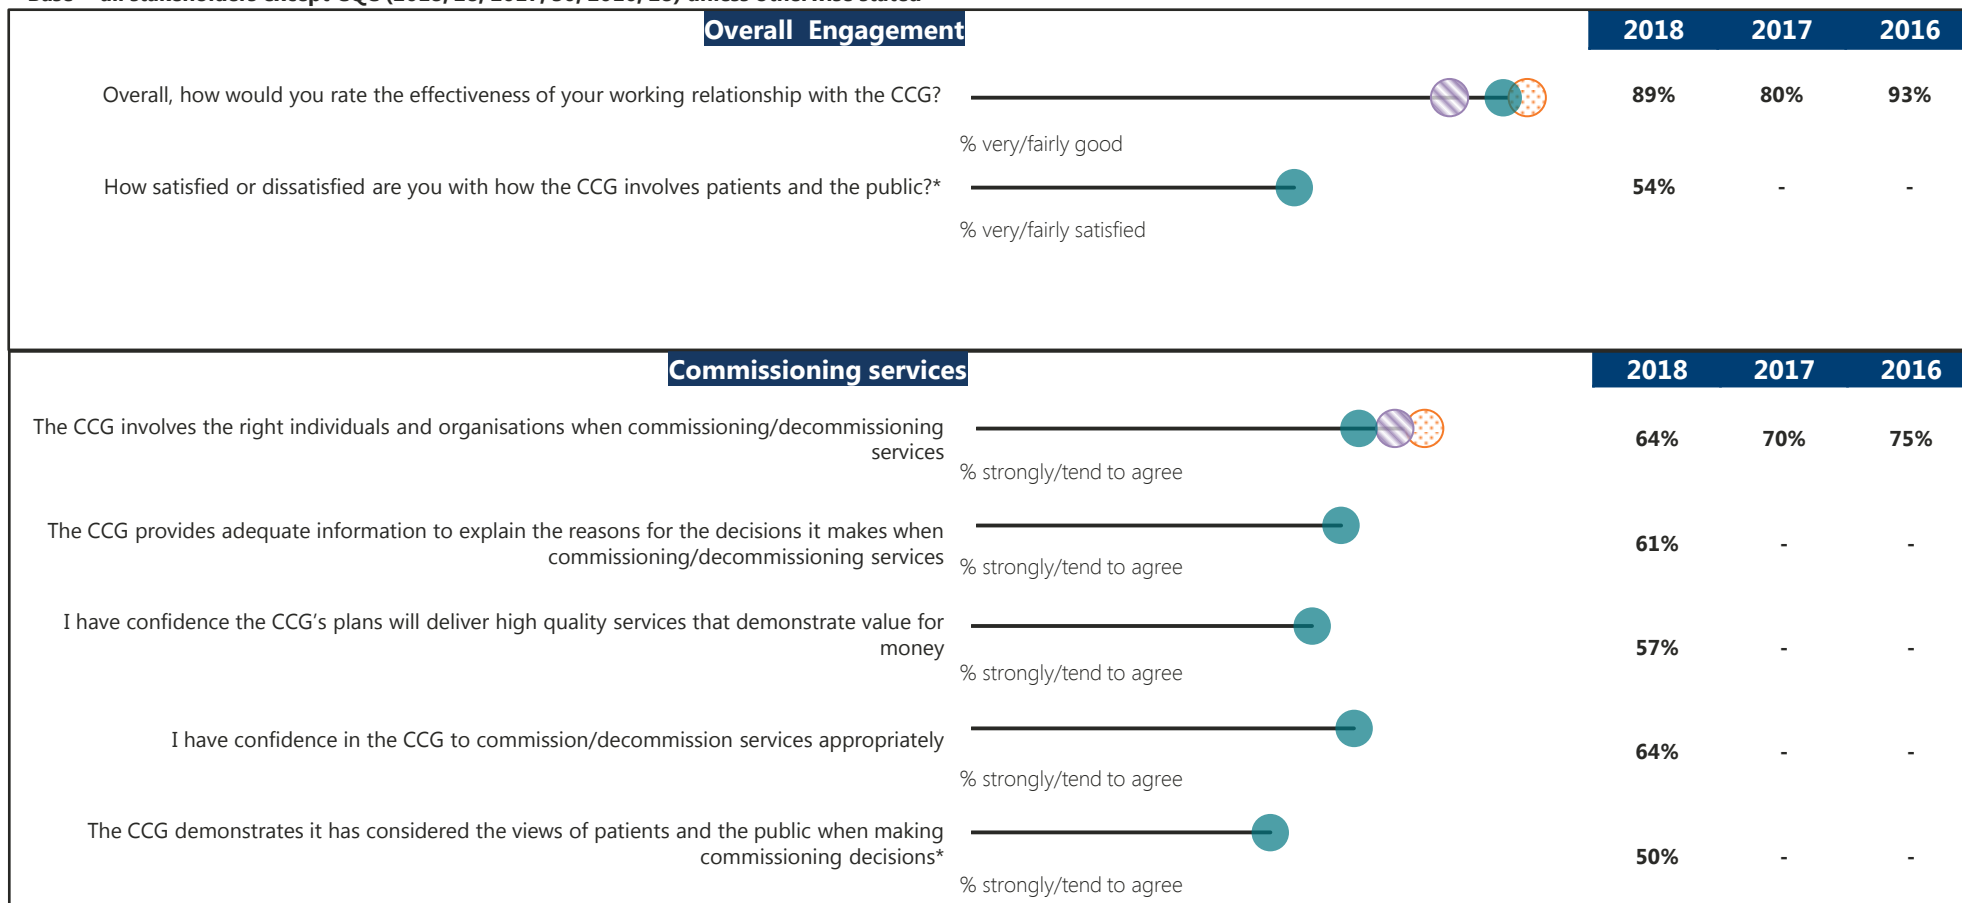 Overall Engagement 2018 2017 2016
Overall, how would you rate the effectiveness of your working relationship with the CCG? 89% 80% 93%
% very/fairly good
How satisfied or dissatisfied are you with how the CCG involves patients and the public?* 54% - -
% very/fairly satisfied
Commissioning services 2018 2017 2016
The CCG involves the right individuals and organisations when commissioning/decommissioning
services 64% 70% 75%
% strongly/tend to agree
The CCG provides adequate information to explain the reasons for the decisions it makes when
commissioning/decommissioning services 61% - -
% strongly/tend to agree
I have confidence the CCG’s plans will deliver high quality services that demonstrate value for
money 57% - -
% strongly/tend to agree
I have confidence in the CCG to commission/decommission services appropriately 64% - -
% strongly/tend to agree
The CCG demonstrates it has considered the views of patients and the public when making
commissioning decisions* 50% - -
% strongly/tend to agree